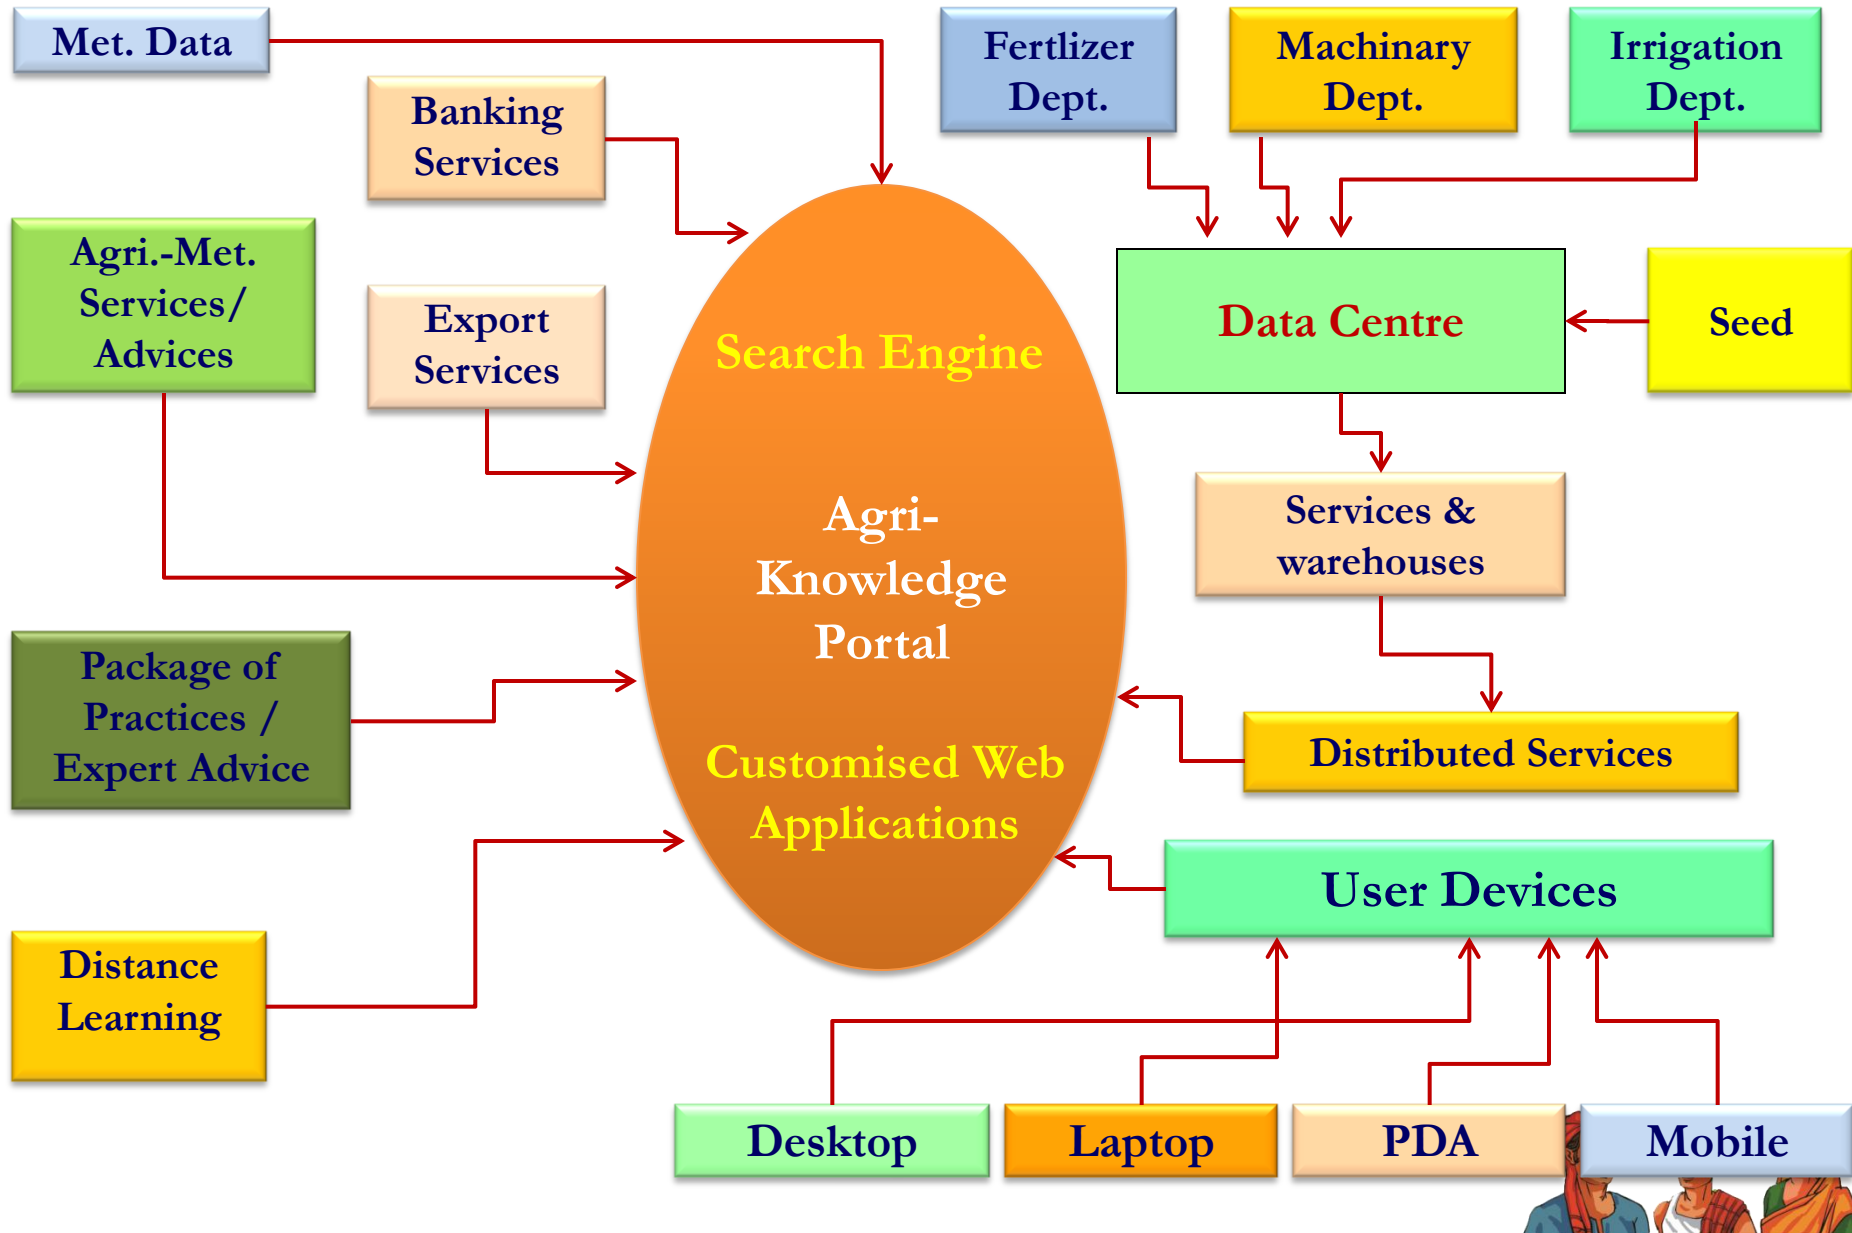 Met. Data
Fertlizer
Dept.
Machinary
Dept.
Irrigation
Dept.
Banking
Services
Agri.-Met.
Services/
Advices
Export
Services
Search Engine
Agri-
Knowledge
Portal
Customised Web
Applications
Data Centre
Seed
Services &
warehouses
Package of
Practices /
Expert Advice
Distributed Services
User Devices
Distance
Learning
Desktop
Laptop
PDA
Mobile